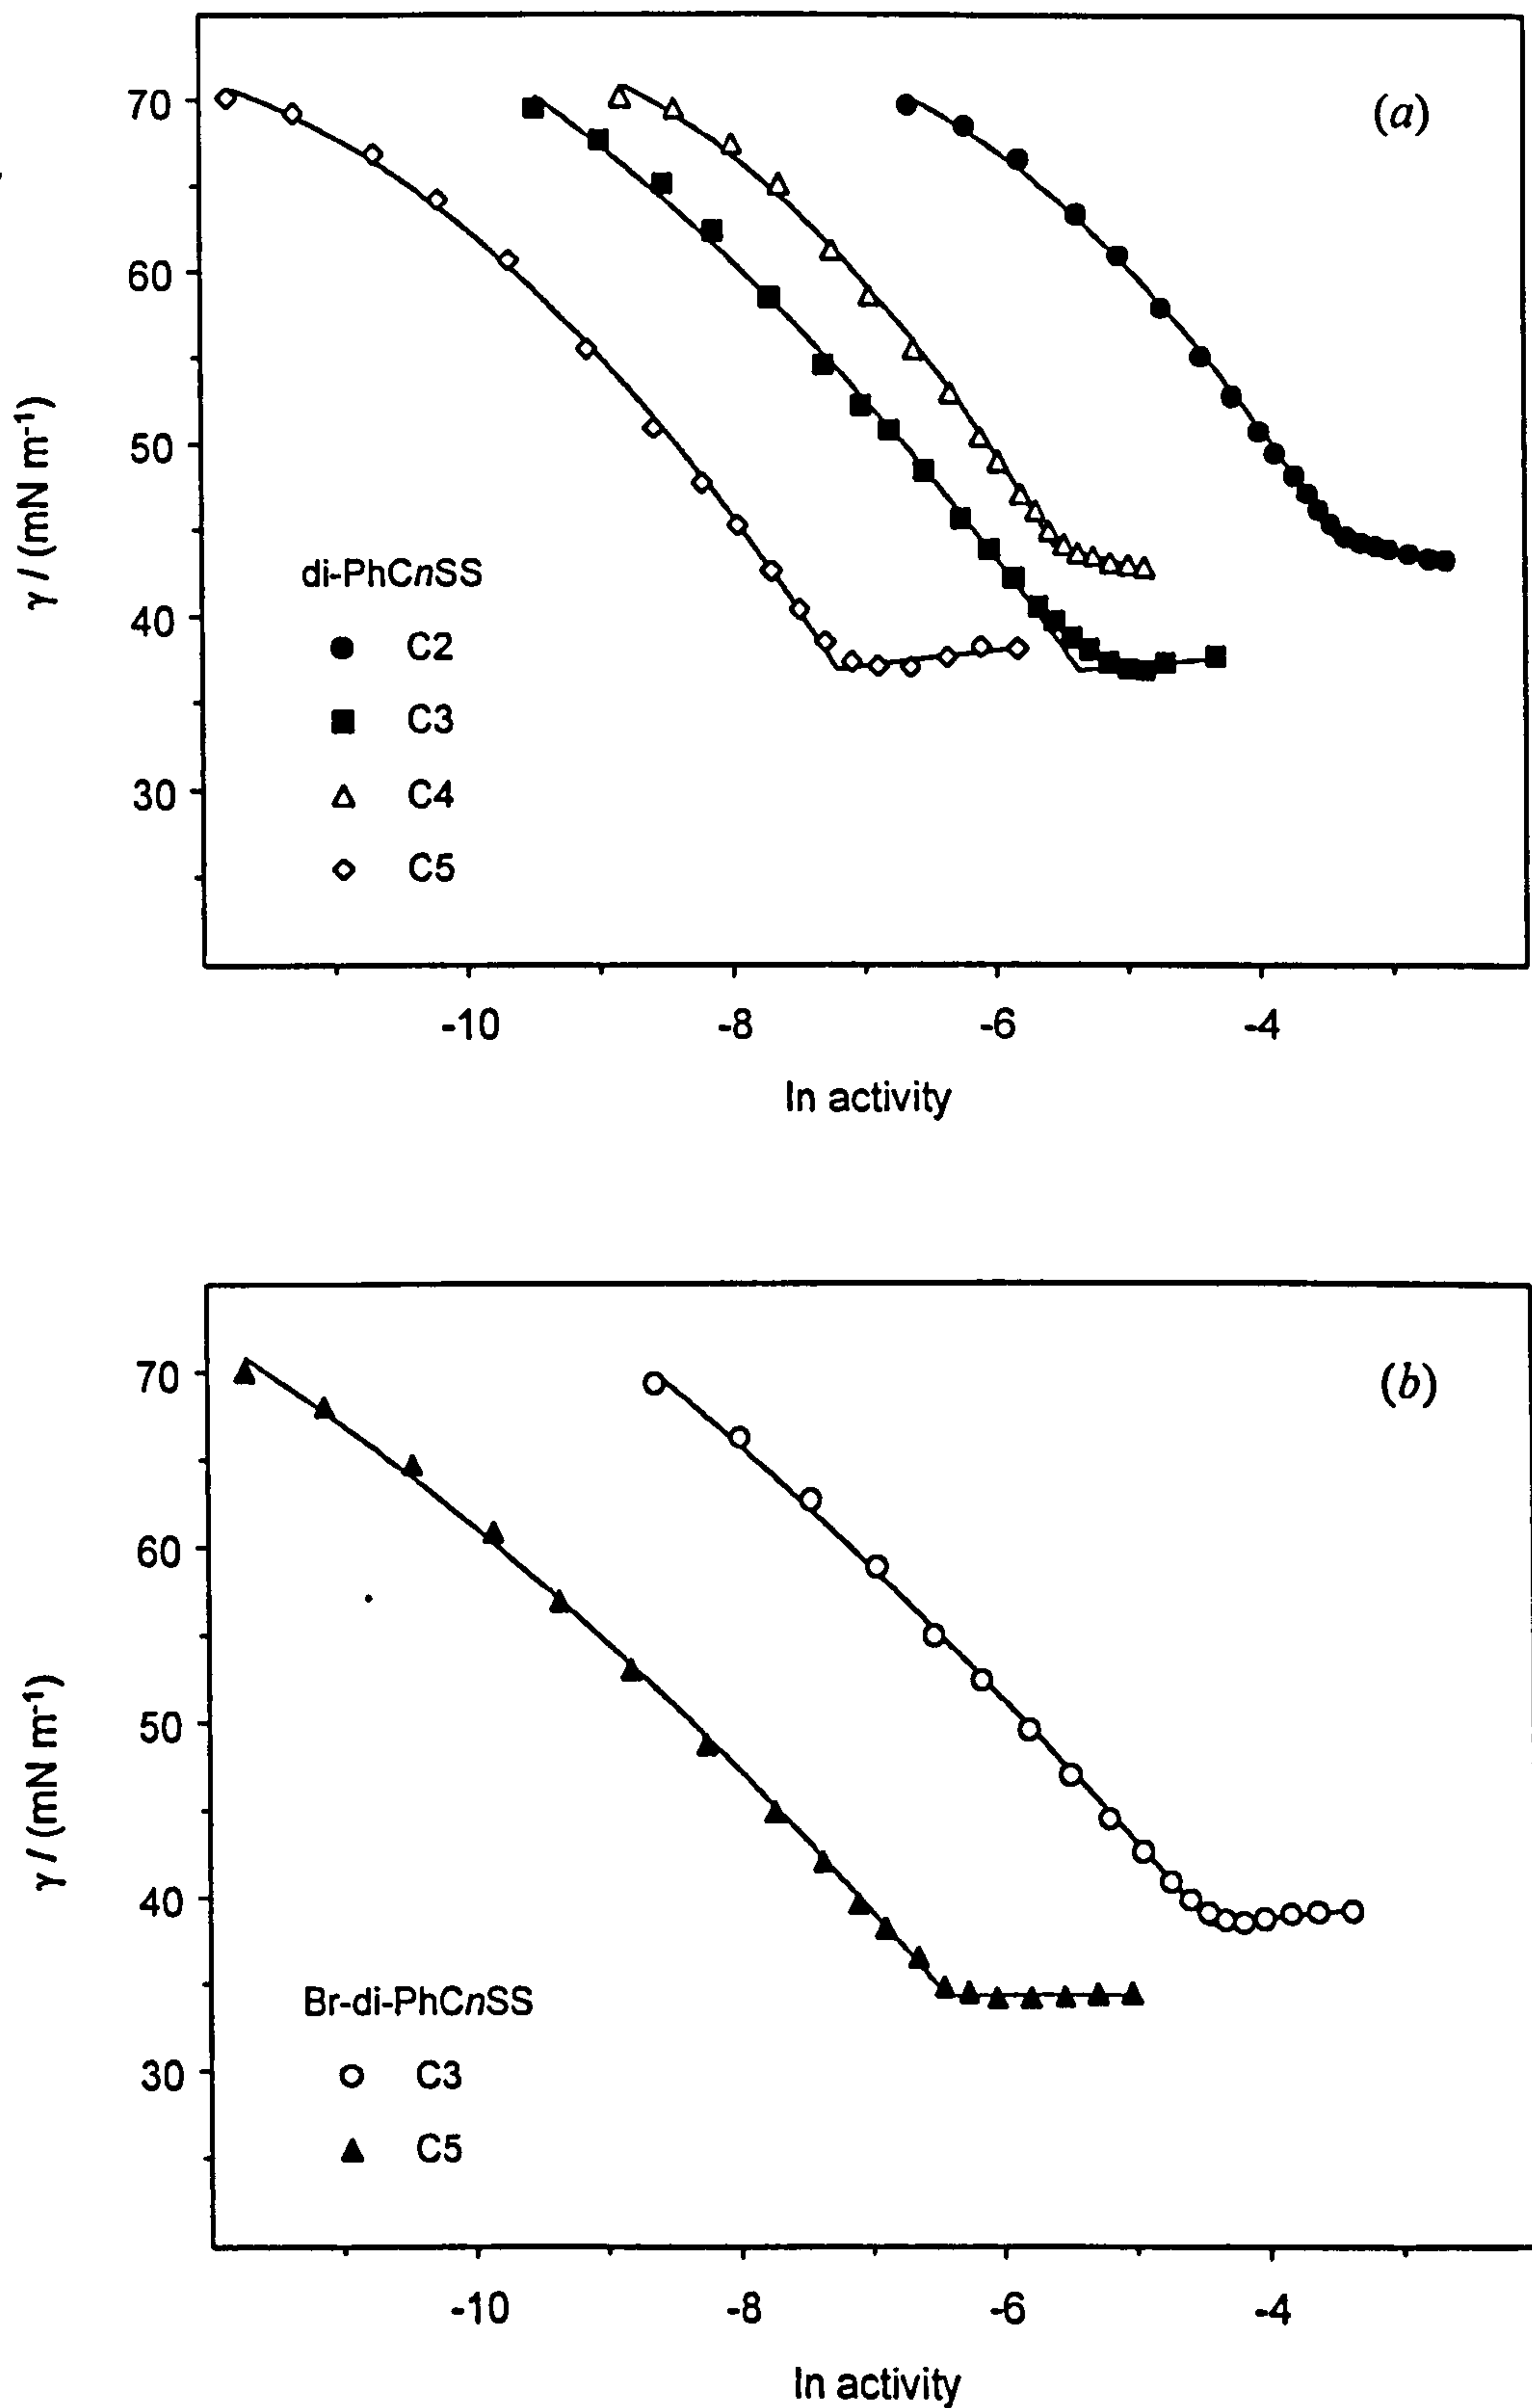 (a)
70
60
50
40
30
γ / (mN m⁻¹)
di-PhCnSS
C2
C3
C4
C5
-10 -8 -6 -4
ln activity
(b)
70
60
50
40
30
γ / (mN m⁻¹)
Br-di-PhCnSS
C3
C5
-10 -8 -6 -4
ln activity